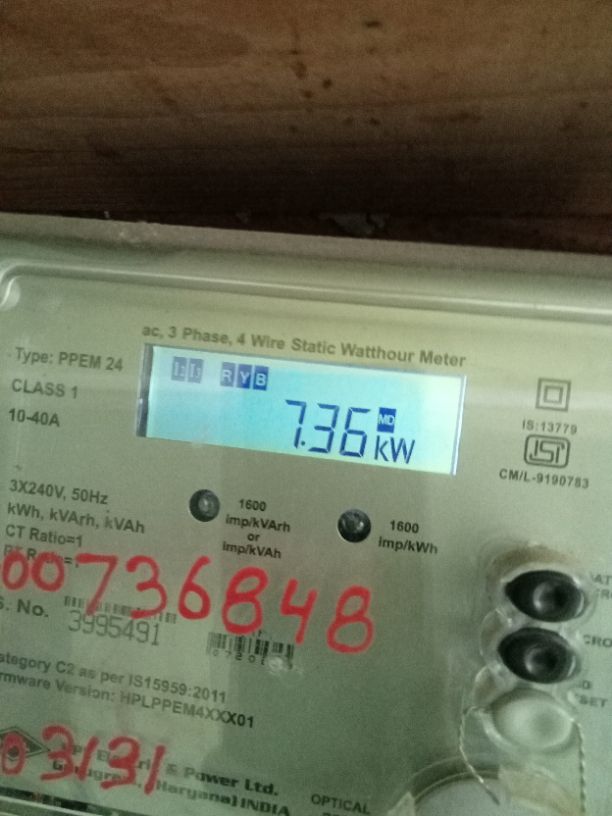 ac, 3 Phase, 4 Wire Static Watthour Meter
Type: PPEM 24
CLASS 1
10-40A
R Y B
7.36 kW
MD
IS:13779
ISI
CM/L-9190783
3X240V, 50Hz
kWh, kVArh, kVAh
CT Ratio=1
1600
imp/kVArh
or
imp/kVAh
1600
imp/kWh
00736848
S. No.
3995491
C2 as per IS15959:2011
Version: HPLPPEM4XXX01
03131
& Power Ltd.
(Haryana) INDIA
OPTICAL